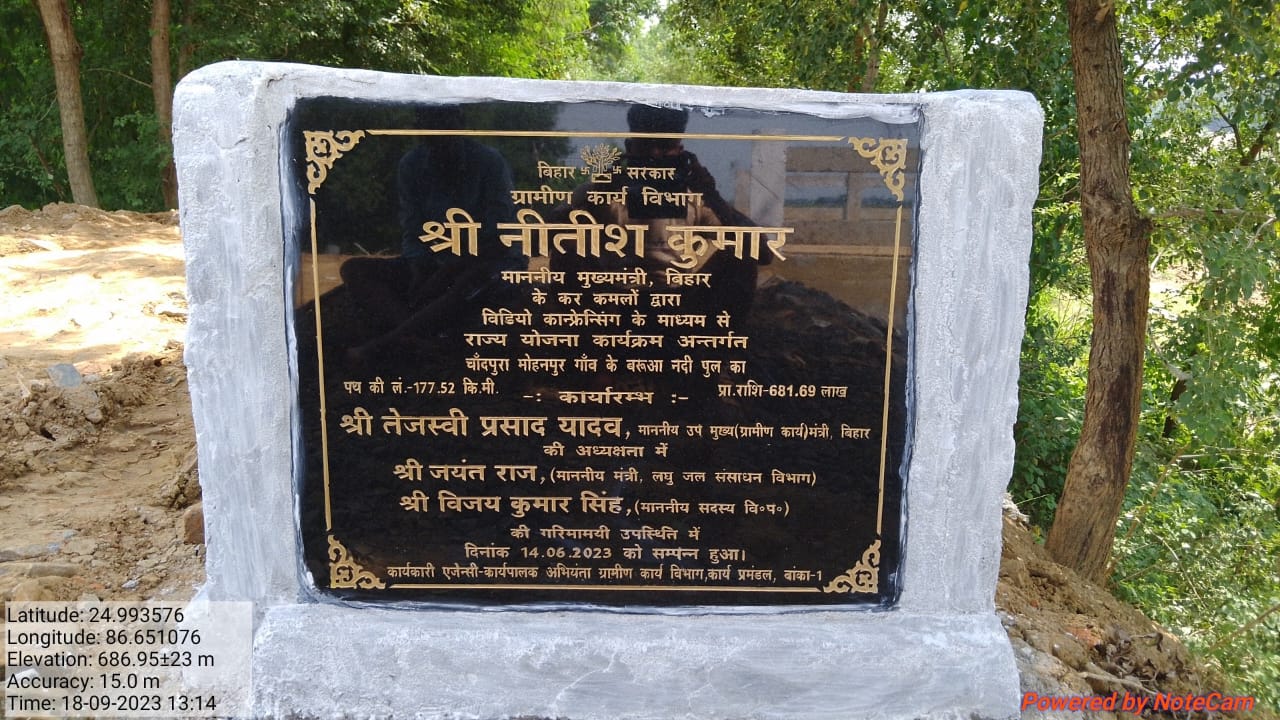 बिहार सरकार
ग्रामीण कार्य विभाग
श्री नीतीश कुमार
माननीय मुख्यमंत्री, बिहार
के कर कमलों द्वारा
विडियो कान्फ्रेन्सिंग के माध्यम से
राज्य योजना कार्यक्रम अन्तर्गत
चाँदपुरा मोहनपुर गाँव के बरूआ नदी पुल का
पथ की लं.-177.52 कि.मी. -: कार्यारम्भ :- प्रा.राशि-681.69 लाख
श्री तेजस्वी प्रसाद यादव, माननीय उप मुख्य(ग्रामीण कार्य)मंत्री, बिहार
की अध्यक्षता में
श्री जयंत राज,(माननीय मंत्री, लघु जल संसाधन विभाग)
श्री विजय कुमार सिंह,(माननीय सदस्य वि०प०)
की गरिमामयी उपस्थिति में
दिनांक 14.06.2023 को सम्पन्न हुआ।
कार्यकारी एजेन्सी-कार्यपालक अभियंता ग्रामीण कार्य विभाग,कार्य प्रमंडल, बांका-1
Latitude: 24.993576
Longitude: 86.651076
Elevation: 686.95±23 m
Accuracy: 15.0 m
Time: 18-09-2023 13:14
Powered by NoteCam